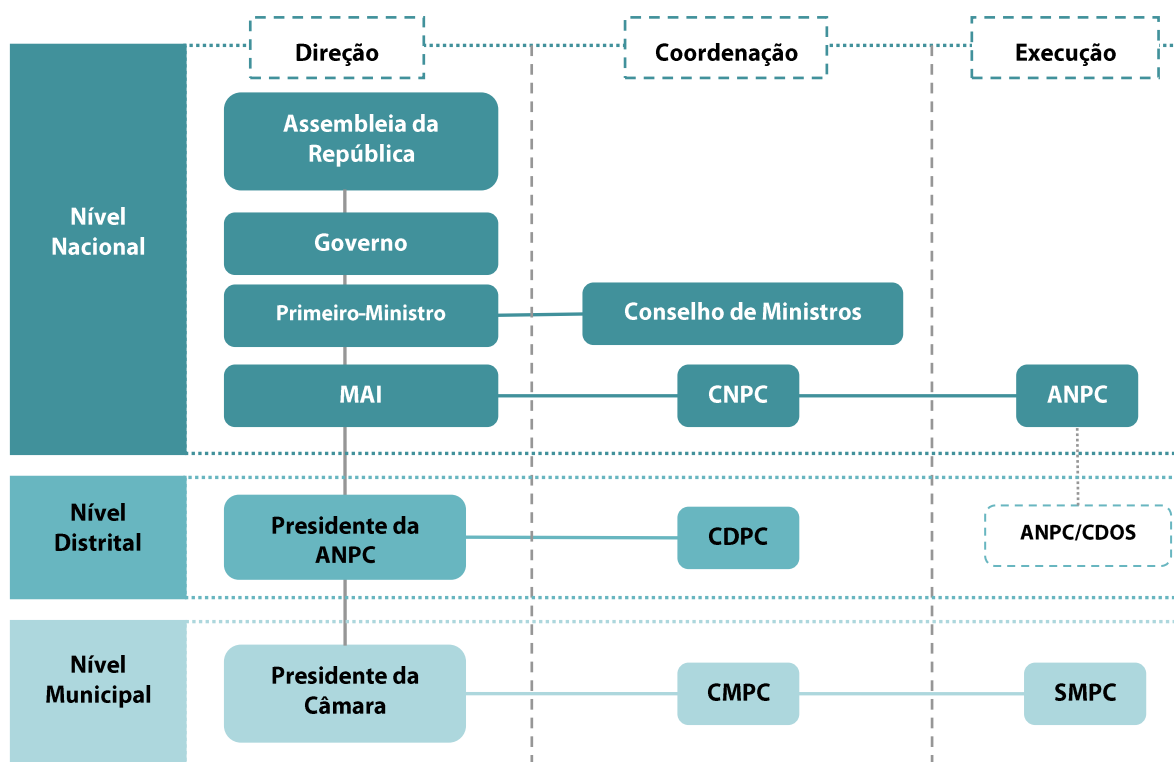 Direção
Coordenação
Execução
Nível
Nacional
Assembleia da
República
Governo
Primeiro-Ministro
Conselho de Ministros
MAI
CNPC
ANPC
Nível
Distrital
Presidente da
ANPC
CDPC
ANPC/CDOS
Nível
Municipal
Presidente da
Câmara
CMPC
SMPC